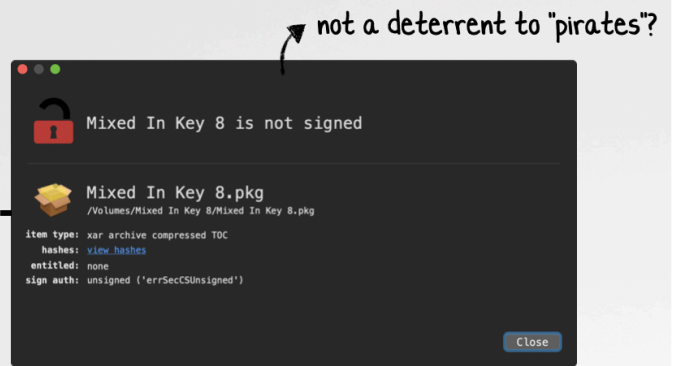 not a deterrent to "pirates"?
Mixed In Key 8 is not signed
Mixed In Key 8.pkg
/Volumes/Mixed In Key 8/Mixed In Key 8.pkg
item type: xar archive compressed TOC
hashes: view hashes
entitled: none
sign auth: unsigned ('errSecCSUnsigned')
Close